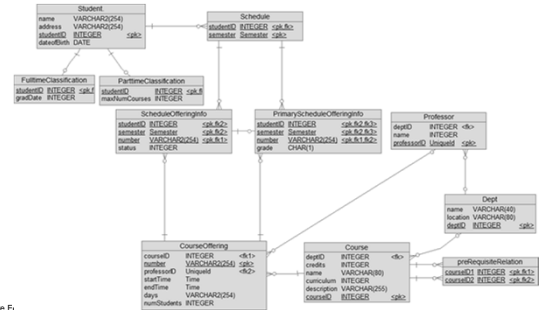 Student
name VARCHAR2(254)
address VARCHAR2(254)
studentID INTEGER <pk>
dateofBirth DATE
Schedule
studentID INTEGER <pk,fk>
semester Semester <pk>
FulltimeClassification
studentID INTEGER <pk,f
gradDate INTEGER
ParttimeClassification
studentID INTEGER <pk,fl
maxNumCourses INTEGER
ScheduleOfferingInfo
studentID INTEGER <pk,fk2>
semester Semester <pk,fk2>
number VARCHAR2(254) <pk,fk1>
status INTEGER
PrimaryScheduleOfferingInfo
studentID INTEGER <pk,fk2,fk3>
semester Semester <pk,fk2,fk3>
number VARCHAR2(254) <pk,fk1,fk2>
grade CHAR(1)
Professor
deptID INTEGER <fk>
name INTEGER
professorID UniqueId <pk>
Dept
name VARCHAR(40)
location VARCHAR(80)
deptID INTEGER <pk>
CourseOffering
courseID INTEGER <fk1>
number VARCHAR2(254) <pk>
professorID UniqueId <fk2>
startTime Time
endTime Time
days VARCHAR2(254)
numStudents INTEGER
Course
deptID INTEGER <fk>
credits INTEGER
name VARCHAR(80)
curriculum INTEGER
description VARCHAR(255)
courseID INTEGER <pk>
preRequisiteRelation
courseID1 INTEGER <pk,fk1>
courseID2 INTEGER <pk,fk2>